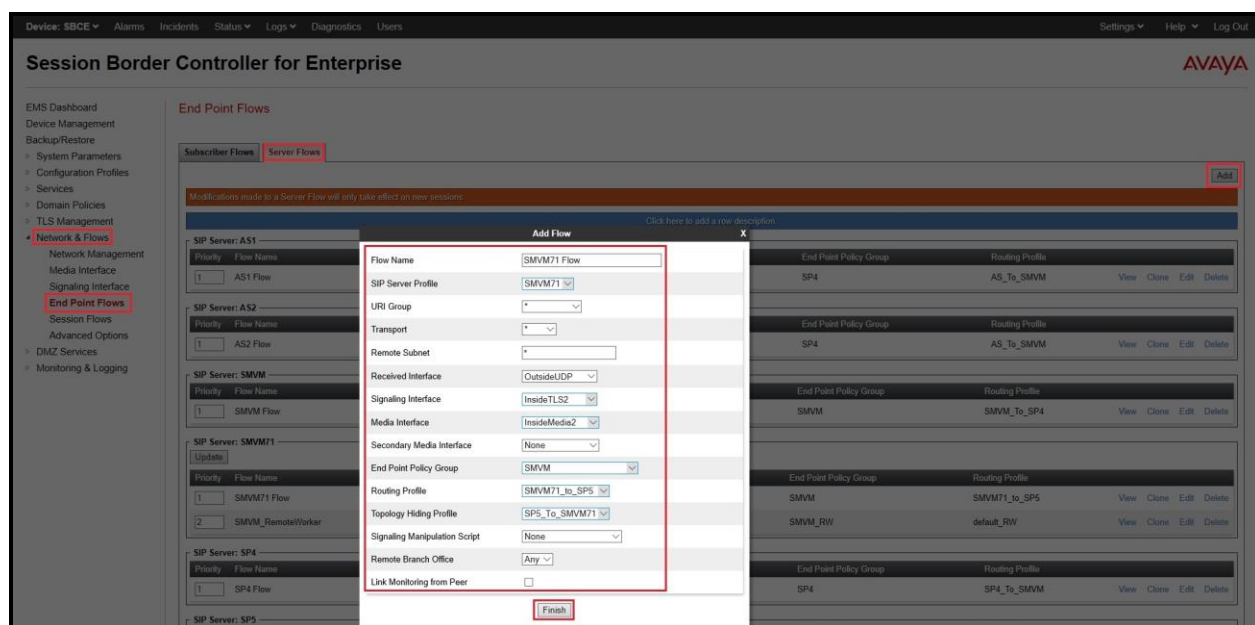 Device: SBCE Alarms Incidents Status Logs Diagnostics Users Settings Help Log Out
Session Border Controller for Enterprise AVAYA
EMS Dashboard
Device Management
Backup/Restore
System Parameters
Configuration Profiles
Services
Domain Policies
TLS Management
Network & Flows
Network Management
Media Interface
Signaling Interface
End Point Flows
Session Flows
Advanced Options
DMZ Services
Monitoring & Logging
End Point Flows
Subscriber Flows Server Flows
Add
Modifications made to a Server Flow will only take effect on new sessions.
Click here to add a row description.
SIP Server: AS1
Priority Flow Name End Point Policy Group Routing Profile
1 AS1 Flow SP4 AS_To_SMVM View Clone Edit Delete
SIP Server: AS2
Priority Flow Name End Point Policy Group Routing Profile
1 AS2 Flow SP4 AS_To_SMVM View Clone Edit Delete
SIP Server: SMVM
Priority Flow Name End Point Policy Group Routing Profile
1 SMVM Flow SMVM SMVM_To_SP4 View Clone Edit Delete
SIP Server: SMVM71
Update
Priority Flow Name End Point Policy Group Routing Profile
1 SMVM71 Flow SMVM SMVM71_to_SP5 View Clone Edit Delete
2 SMVM_RemoteWorker SMVM_RW default_RW View Clone Edit Delete
SIP Server: SP4
Priority Flow Name End Point Policy Group Routing Profile
1 SP4 Flow SP4 SP4_To_SMVM View Clone Edit Delete
SIP Server: SP5
Add Flow X
Flow Name SMVM71 Flow
SIP Server Profile SMVM71
URI Group *
Transport *
Remote Subnet *
Received Interface OutsideUDP
Signaling Interface InsideTLS2
Media Interface InsideMedia2
Secondary Media Interface None
End Point Policy Group SMVM
Routing Profile SMVM71_to_SP5
Topology Hiding Profile SP5_To_SMVM71
Signaling Manipulation Script None
Remote Branch Office Any
Link Monitoring from Peer
Finish